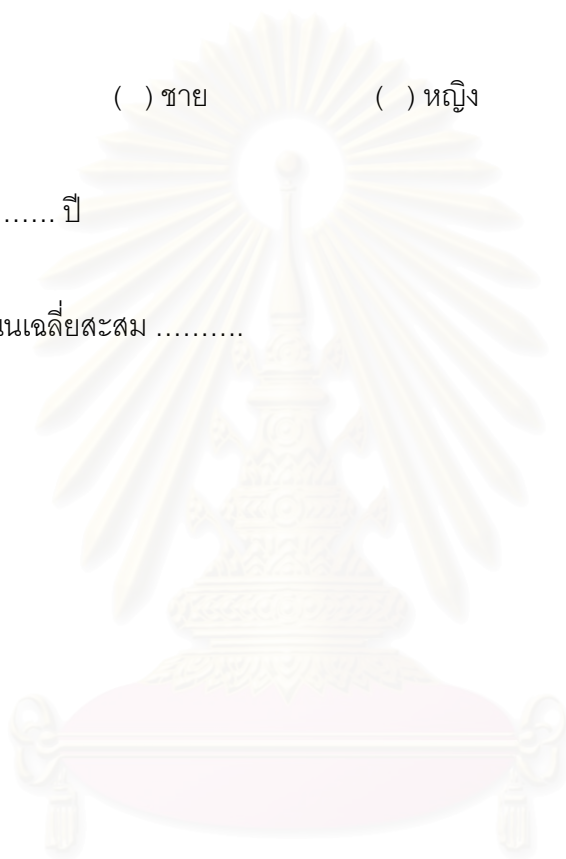 ( ) ชาย ( ) หญิง
…… ปี
นเฉลี่ยสะสม ……….